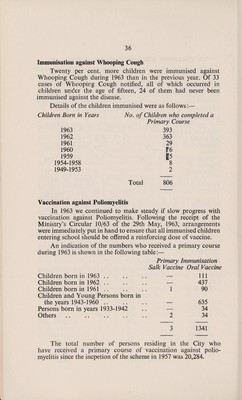 36
Immunisation against Whooping Cough
Twenty per cent. more children were immunised against
Whooping Cough during 1963 than in the previous year. Of 33
cases of Whooping Cough notified, all of which occurred in
children under the age of fifteen, 24 of them had never been
immunised against the disease.
Details of the children immunised were as follows:—
Children Born in Years No. of Children who completed a
Primary Course
1963 393
1962 363
1961 29
1960 6
1959 5
1954-1958 8
1949-1953 2
Total 806
Vaccination against Poliomyelitis
In 1963 we continued to make steady if slow progress with
vaccination against Poliomyelitis. Following the receipt of the
Ministry's Circular 10/63 of the 29th May, 1963, arrangements
were immediately put in hand to ensure that all immunised children
entering school should be offered a reinforcing dose of vaccine.
An indication of the numbers who received a primary course
during 1963 is shown in the following table:—
Primary Immunisation
Salk Vaccine Oral Vaccine
Children born in 1963 .. .. .. — 111
Children born in 1962 .. .. .. — 437
Children born in 1961 .. .. .. 1 90
Children and Young Persons born in
the years 1943-1960 .. .. — 635
Persons born in years 1933-1942 .. — 34
Others .. .. .. .. .. 2 34
3 1341
The total number of persons residing in the City who
have received a primary course of vaccination against polio-
myelitis since the inception of the scheme in 1957 was 20,284.